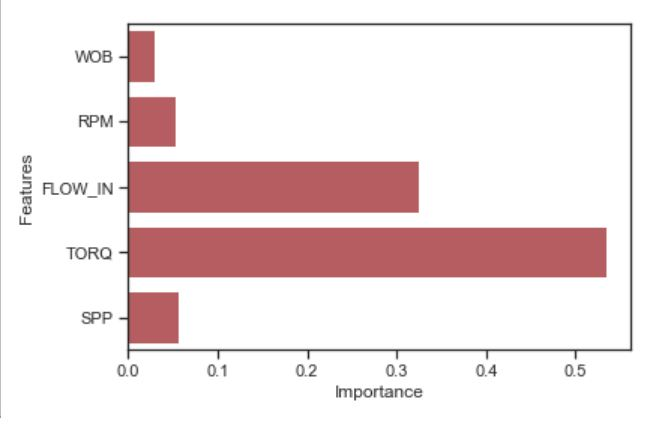 WOB
RPM
FLOW_IN
TORQ
SPP
Features
0.0 0.1 0.2 0.3 0.4 0.5
Importance